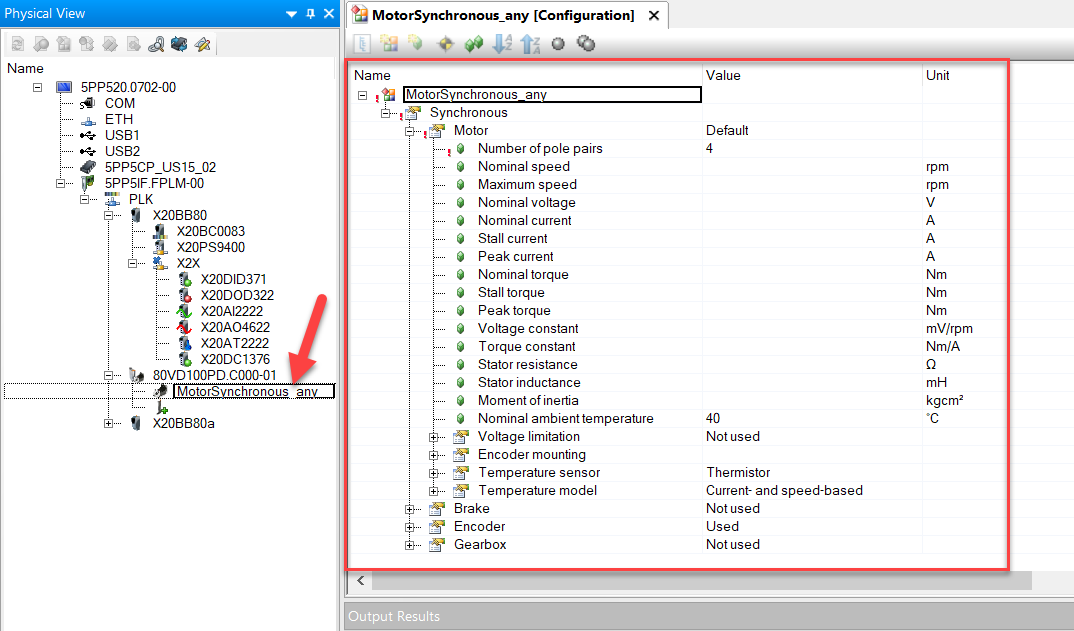 Physical View
Name
5PP520.0702-00
COM
ETH
USB1
USB2
5PP5CP_US15_02
5PP5IF.FPLM-00
PLK
X20BB80
X20BC0083
X20PS9400
X2X
X20DID371
X20DOD322
X20AI2222
X20AO4622
X20AT2222
X20DC1376
80VD100PD.C000-01
MotorSynchronous_any
X20BB80a
MotorSynchronous_any [Configuration]
Name Value Unit
MotorSynchronous_any
Synchronous
Motor Default
Number of pole pairs 4
Nominal speed rpm
Maximum speed rpm
Nominal voltage V
Nominal current A
Stall current A
Peak current A
Nominal torque Nm
Stall torque Nm
Peak torque Nm
Voltage constant mV/rpm
Torque constant Nm/A
Stator resistance Ω
Stator inductance mH
Moment of inertia kgcm²
Nominal ambient temperature 40 °C
Voltage limitation Not used
Encoder mounting
Temperature sensor Thermistor
Temperature model Current- and speed-based
Brake Not used
Encoder Used
Gearbox Not used
Output Results